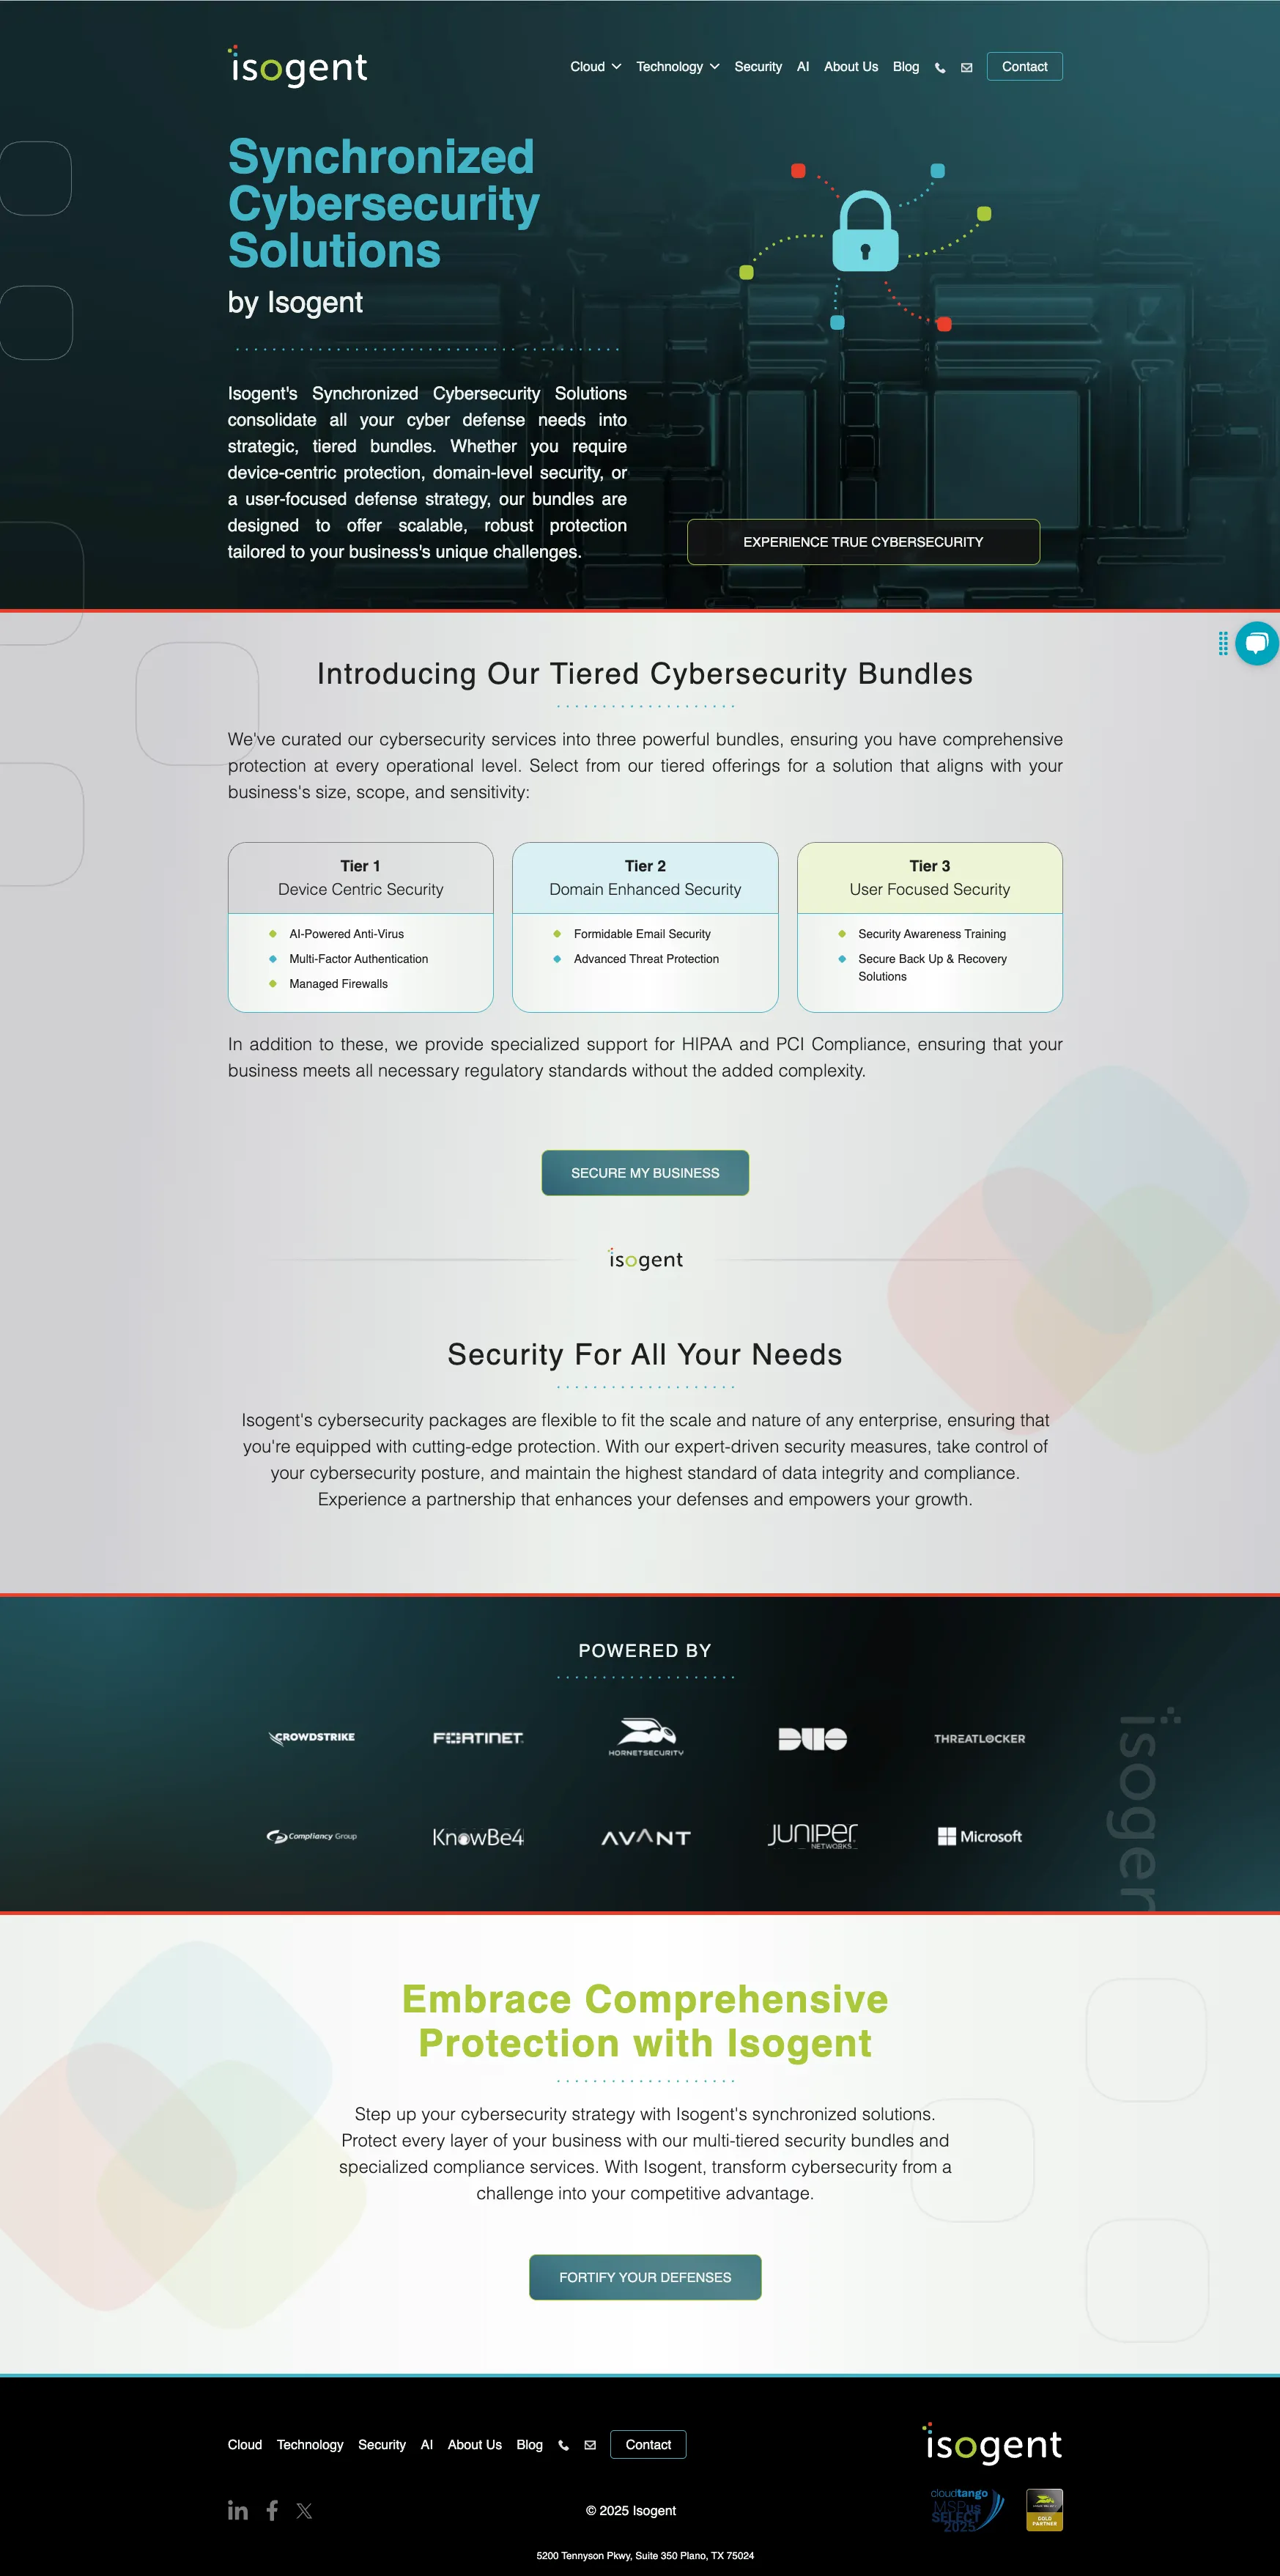 isogent
Cloud Technology Security AI About Us Blog Contact
Synchronized
Cybersecurity
Solutions
by Isogent
Isogent's Synchronized Cybersecurity Solutions
consolidate all your cyber defense needs into
strategic, tiered bundles. Whether you require
device-centric protection, domain-level security, or
a user-focused defense strategy, our bundles are
designed to offer scalable, robust protection
tailored to your business's unique challenges.
EXPERIENCE TRUE CYBERSECURITY
Introducing Our Tiered Cybersecurity Bundles
We've curated our cybersecurity services into three powerful bundles, ensuring you have comprehensive
protection at every operational level. Select from our tiered offerings for a solution that aligns with your
business's size, scope, and sensitivity:
Tier 1
Device Centric Security
AI-Powered Anti-Virus
Multi-Factor Authentication
Managed Firewalls
Tier 2
Domain Enhanced Security
Formidable Email Security
Advanced Threat Protection
Tier 3
User Focused Security
Security Awareness Training
Secure Back Up & Recovery
Solutions
In addition to these, we provide specialized support for HIPAA and PCI Compliance, ensuring that your
business meets all necessary regulatory standards without the added complexity.
SECURE MY BUSINESS
isogent
Security For All Your Needs
Isogent's cybersecurity packages are flexible to fit the scale and nature of any enterprise, ensuring that
you're equipped with cutting-edge protection. With our expert-driven security measures, take control of
your cybersecurity posture, and maintain the highest standard of data integrity and compliance.
Experience a partnership that enhances your defenses and empowers your growth.
POWERED BY
CROWDSTRIKE FORTINET HORNETSECURITY DUO THREATLOCKER
Compliancy Group KnowBe4 AVANT JUNIPER NETWORKS Microsoft
isogen
Embrace Comprehensive
Protection with Isogent
Step up your cybersecurity strategy with Isogent's synchronized solutions.
Protect every layer of your business with our multi-tiered security bundles and
specialized compliance services. With Isogent, transform cybersecurity from a
challenge into your competitive advantage.
FORTIFY YOUR DEFENSES
Cloud Technology Security AI About Us Blog Contact
isogent
in f X
© 2025 Isogent
cloudtango
MSPus
SELECT
2025
GOLD
PARTNER
5200 Tennyson Pkwy, Suite 350 Plano, TX 75024